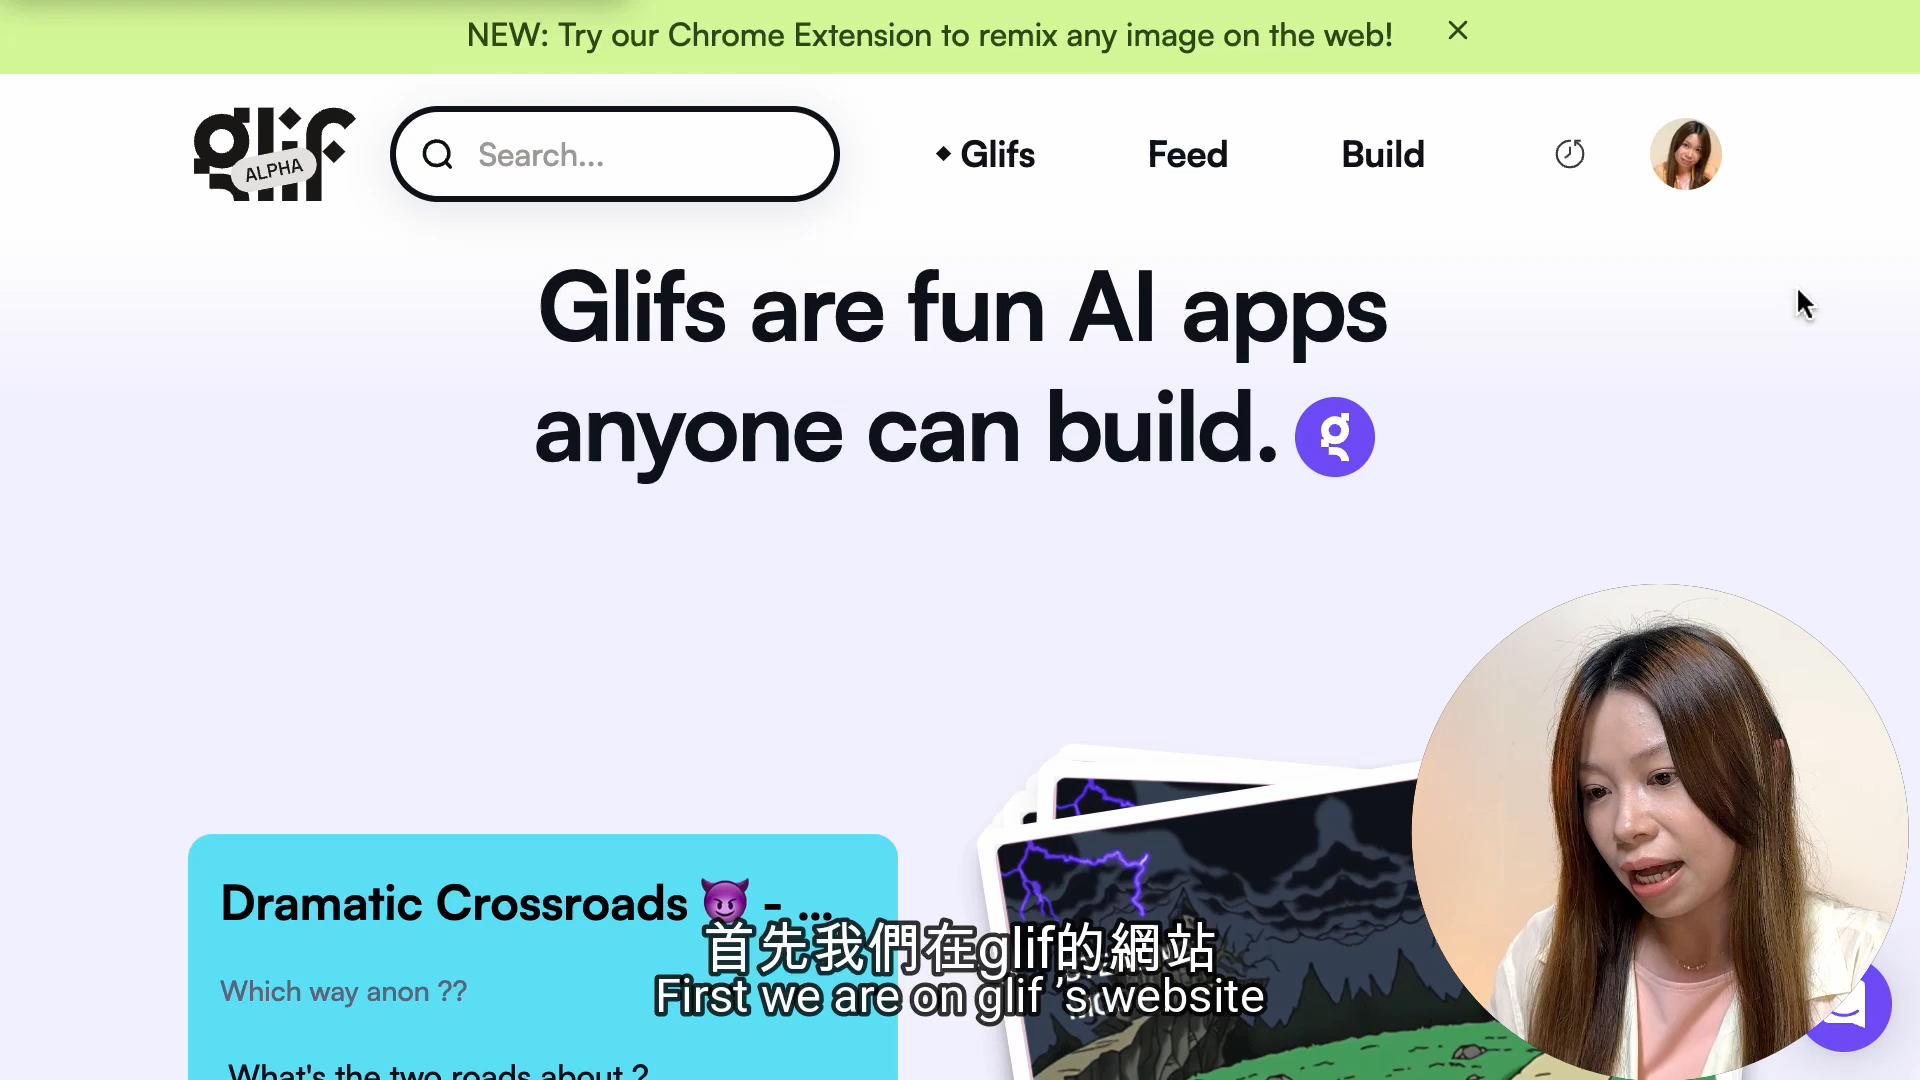 NEW: Try our Chrome Extension to remix any image on the web!
glif
ALPHA
Search...
Glifs
Feed
Build
Glifs are fun AI apps
anyone can build.
g
Dramatic Crossroads 😈 - ...
Which way anon ??
What's the two roads about ?
首先我們在glif的網站
First we are on glif 's website